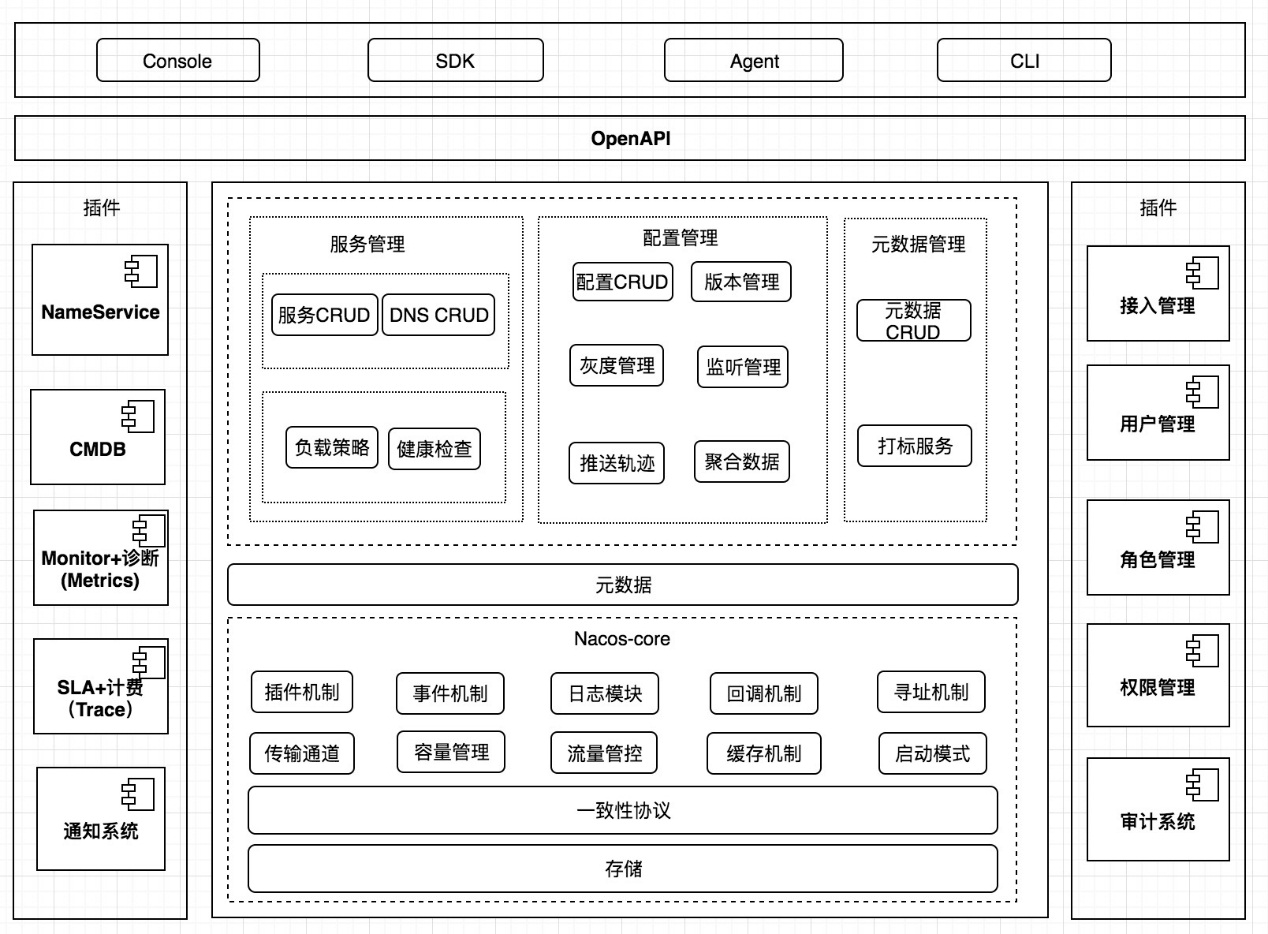 Console
SDK
Agent
CLI
OpenAPI
插件
NameService
CMDB
Monitor+诊断
(Metrics)
SLA+计费
（Trace）
通知系统
服务管理
服务CRUD
DNS CRUD
负载策略
健康检查
配置管理
配置CRUD
版本管理
灰度管理
监听管理
推送轨迹
聚合数据
元数据管理
元数据
CRUD
打标服务
元数据
Nacos-core
插件机制
事件机制
日志模块
回调机制
寻址机制
传输通道
容量管理
流量管控
缓存机制
启动模式
一致性协议
存储
插件
接入管理
用户管理
角色管理
权限管理
审计系统